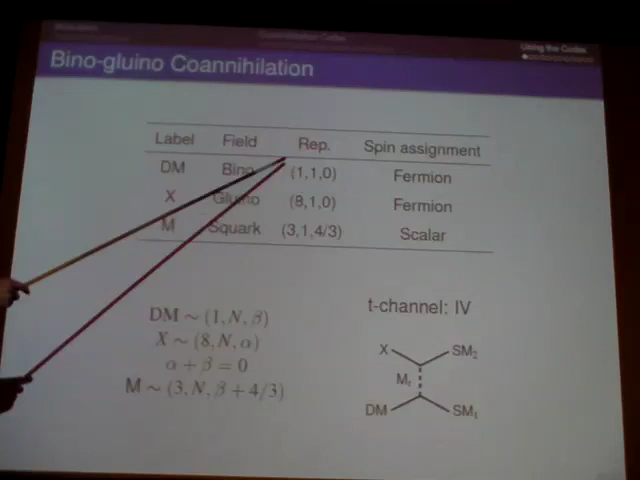 Using the Codex
Bino-gluino Coannihilation
Label Field Rep. Spin assignment
DM Bino (1,1,0) Fermion
X Gluino (8,1,0) Fermion
M Squark (3,1,4/3) Scalar
DM ∼ (1, N, β)
X ∼ (8, N, α)
α + β = 0
M ∼ (3, N, β + 4/3)
t-channel: IV
X SM₂
DM SM₁